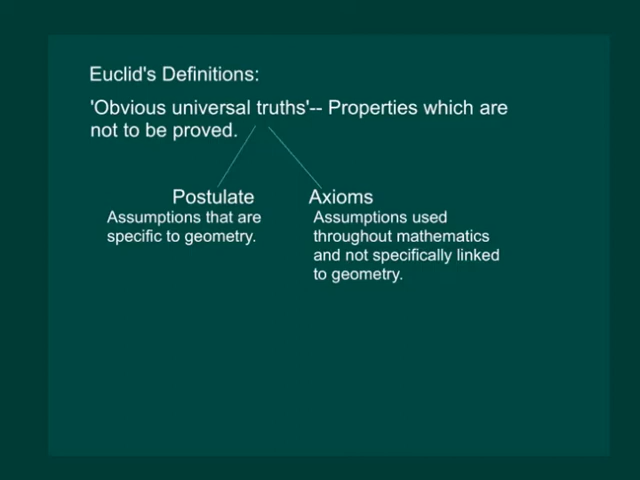 Euclid's Definitions:
'Obvious universal truths'-- Properties which are
not to be proved.
Postulate
Assumptions that are
specific to geometry.
Axioms
Assumptions used
throughout mathematics
and not specifically linked
to geometry.